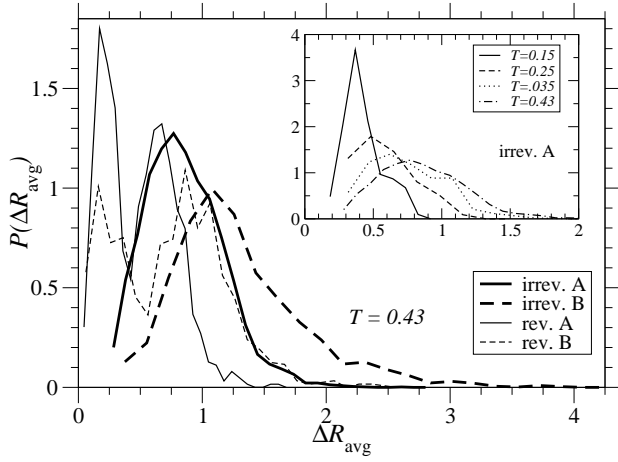 4
3
2
1
0
0
0.5
1
1.5
2
T=0.15
T=0.25
T=.035
T=0.43
irrev. A
1.5
1
0.5
0
P(ΔR_avg)
T = 0.43
irrev. A
irrev. B
rev. A
rev. B
0
1
2
3
4
ΔR_avg